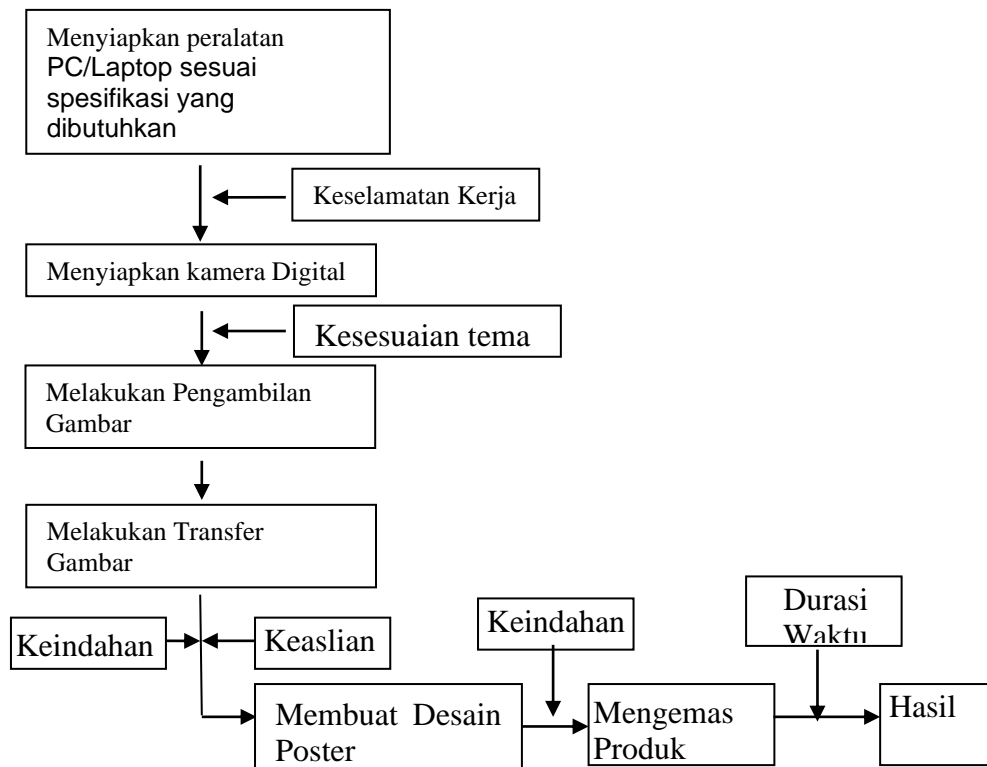 Menyiapkan peralatan
PC/Laptop sesuai
spesifikasi yang
dibutuhkan
Keselamatan Kerja
Menyiapkan kamera Digital
Kesesuaian tema
Melakukan Pengambilan
Gambar
Melakukan Transfer
Gambar
Keindahan
Keaslian
Keindahan
Durasi
Waktu
Membuat Desain
Poster
Mengemas
Produk
Hasil